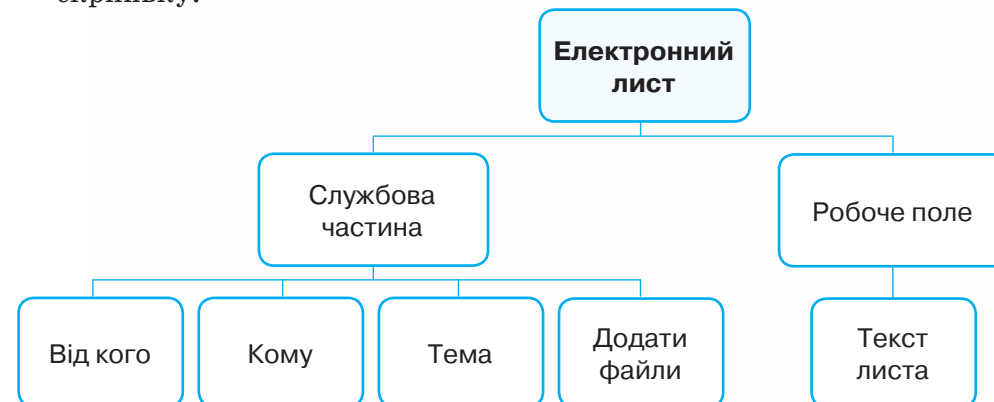 Електронний
лист
Службова
частина
Робоче поле
Від кого
Кому
Тема
Додати
файли
Текст
листа